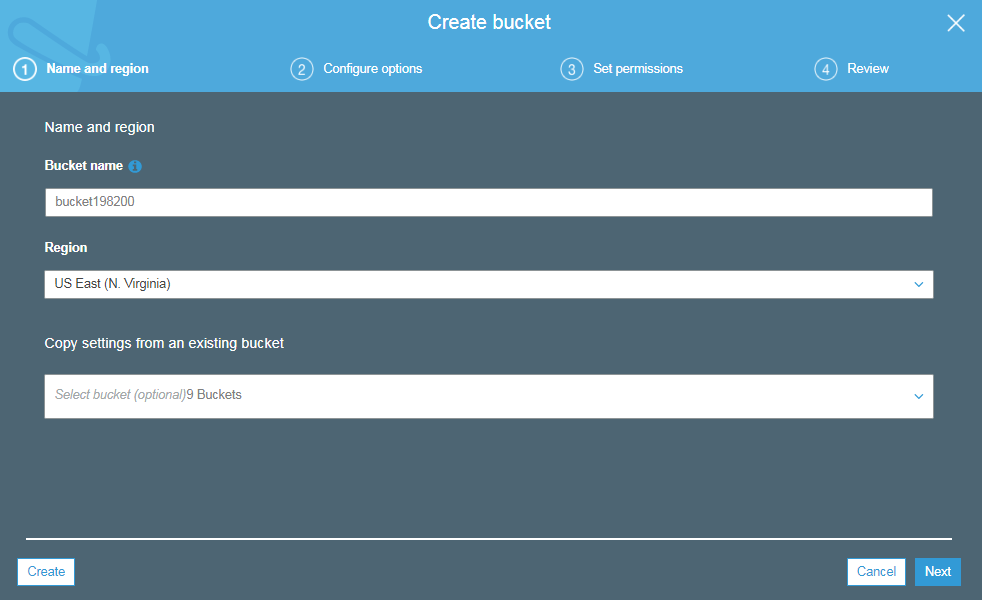 Create bucket
1 Name and region
2 Configure options
3 Set permissions
4 Review
Name and region
Bucket name
bucket198200
Region
US East (N. Virginia)
Copy settings from an existing bucket
Select bucket (optional)9 Buckets
Create
Cancel
Next